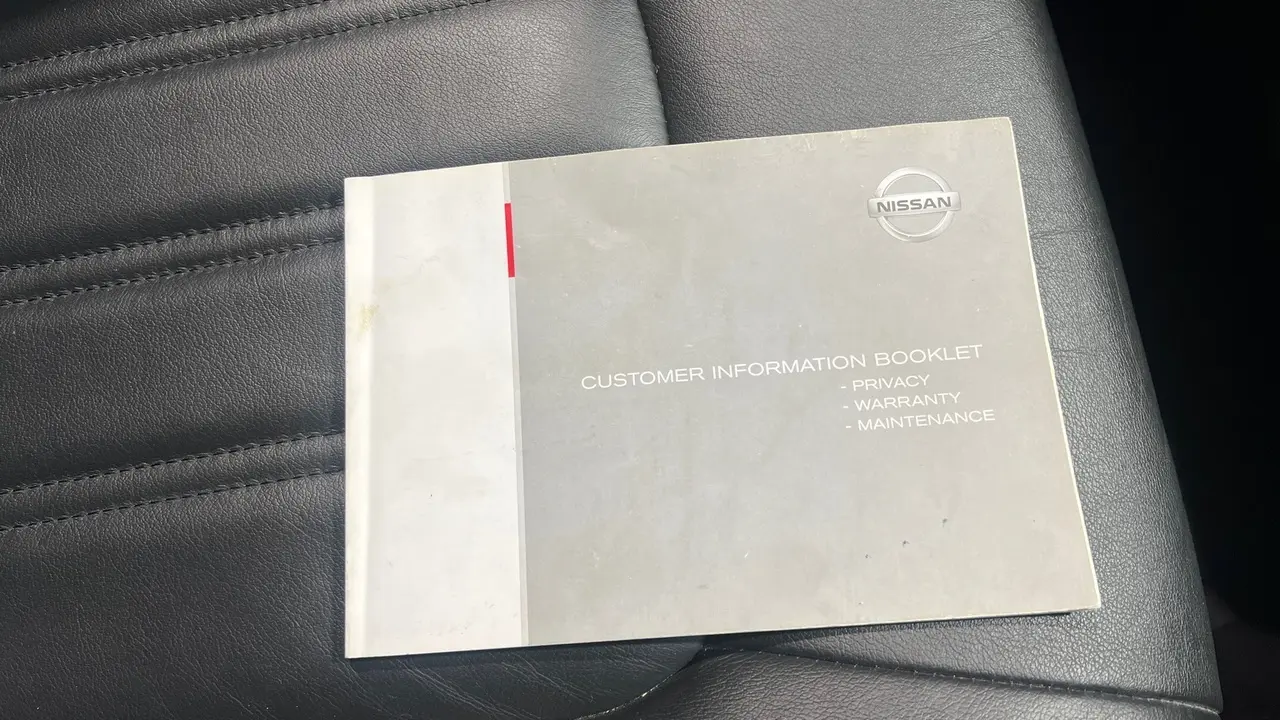 NISSAN
CUSTOMER INFORMATION BOOKLET
- PRIVACY
- WARRANTY
- MAINTENANCE